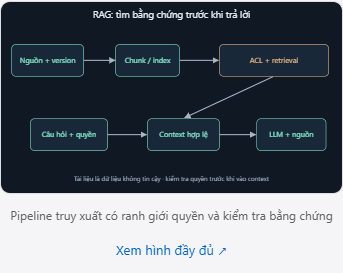 RAG: tìm bằng chứng trước khi trả lời
Nguồn + version
Chunk / index
ACL + retrieval
Câu hỏi + quyền
Context hợp lệ
LLM + nguồn
Tài liệu là dữ liệu không tin cậy · kiểm tra quyền trước khi vào context
Pipeline truy xuất có ranh giới quyền và kiểm tra bằng chứng
Xem hình đầy đủ ↗